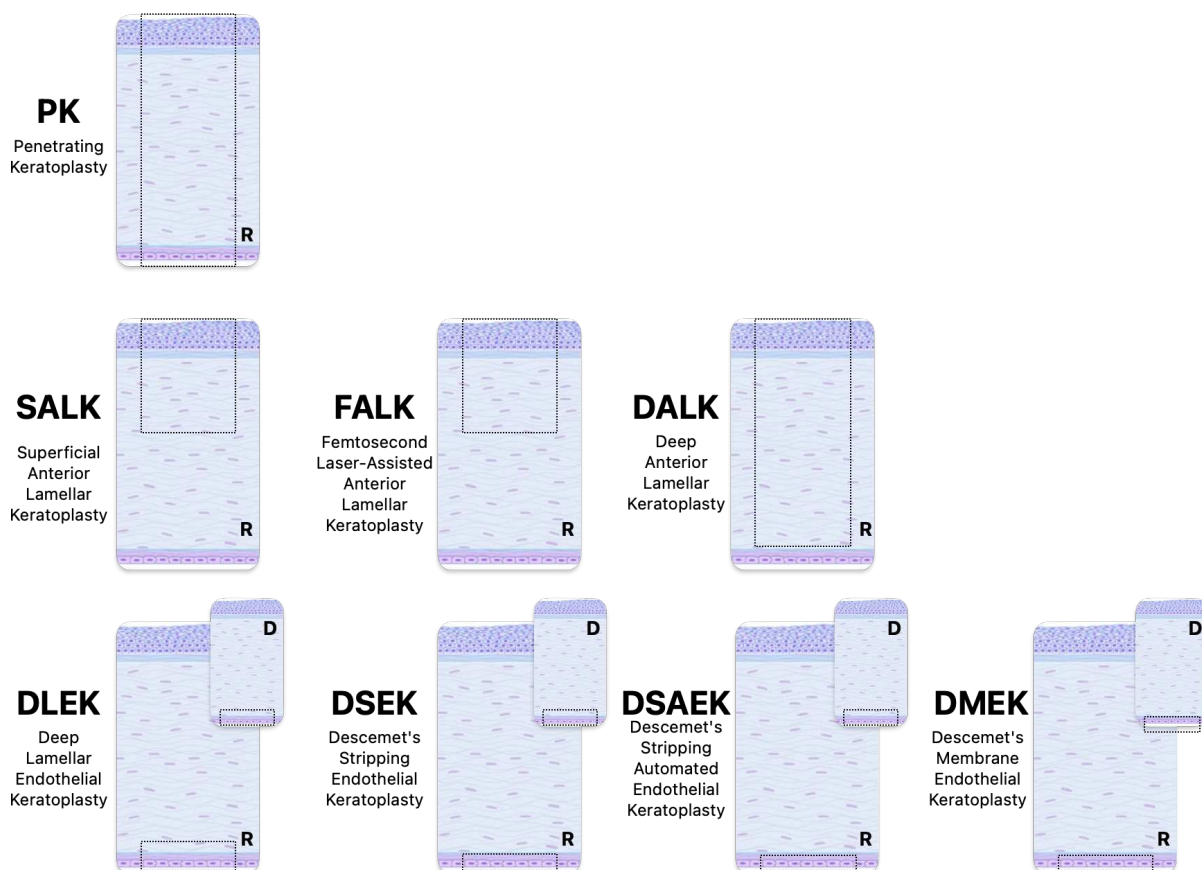 PK
Penetrating
Keratoplasty
R
SALK
Superficial
Anterior
Lamellar
Keratoplasty
R
FALK
Femtosecond
Laser-Assisted
Anterior
Lamellar
Keratoplasty
R
DALK
Deep
Anterior
Lamellar
Keratoplasty
R
DLEK
Deep
Lamellar
Endothelial
Keratoplasty
D
R
DSEK
Descemet's
Stripping
Endothelial
Keratoplasty
D
R
DSAEK
Descemet's
Stripping
Automated
Endothelial
Keratoplasty
D
R
DMEK
Descemet's
Membrane
Endothelial
Keratoplasty
D
R